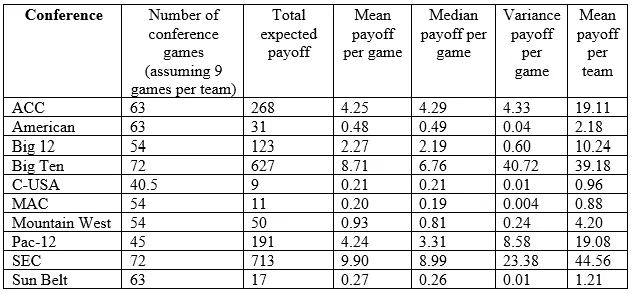 Conference Number of conference games (assuming 9 games per team) Total expected payoff Mean payoff per game Median payoff per game Variance payoff per game Mean payoff per team
ACC 63 268 4.25 4.29 4.33 19.11
American 63 31 0.48 0.49 0.04 2.18
Big 12 54 123 2.27 2.19 0.60 10.24
Big Ten 72 627 8.71 6.76 40.72 39.18
C-USA 40.5 9 0.21 0.21 0.01 0.96
MAC 54 11 0.20 0.19 0.004 0.88
Mountain West 54 50 0.93 0.81 0.24 4.20
Pac-12 45 191 4.24 3.31 8.58 19.08
SEC 72 713 9.90 8.99 23.38 44.56
Sun Belt 63 17 0.27 0.26 0.01 1.21